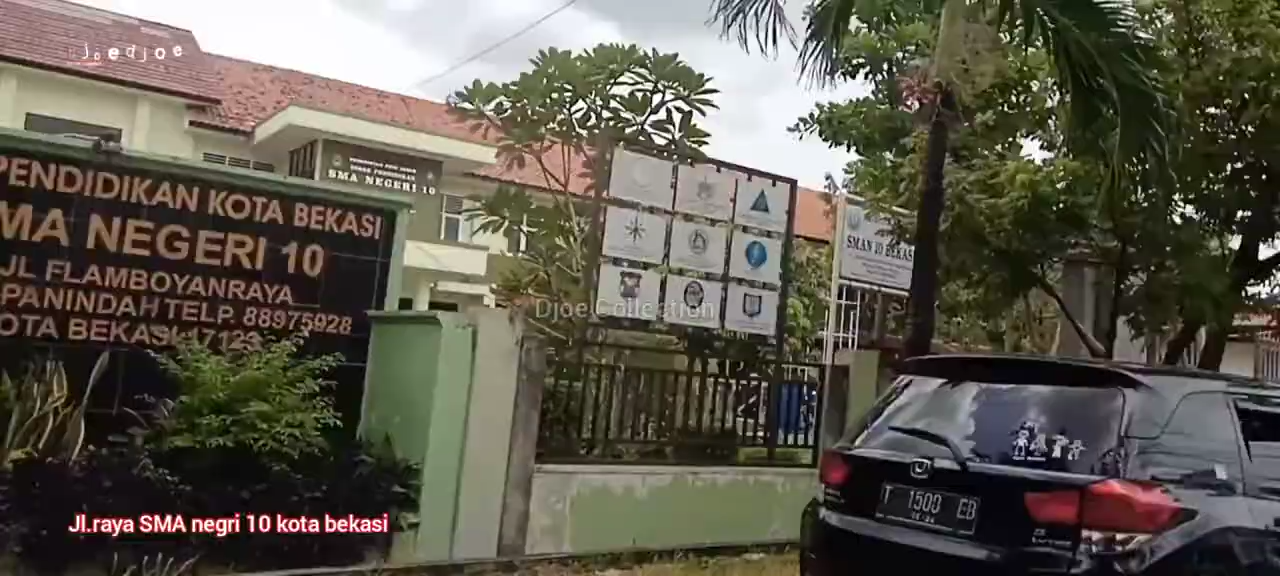 joedjoe
PENDIDIKAN KOTA BEKASI
MA NEGERI 10
JL FLAMBOYANRAYA
PANINDAH TELP. 88975928
OTA BEKASI 17123
SMA NEGERI 10
SMAN 10 BEKAS
Djoe Collection
T 1500 EB
Jl.raya SMA negri 10 kota bekasi